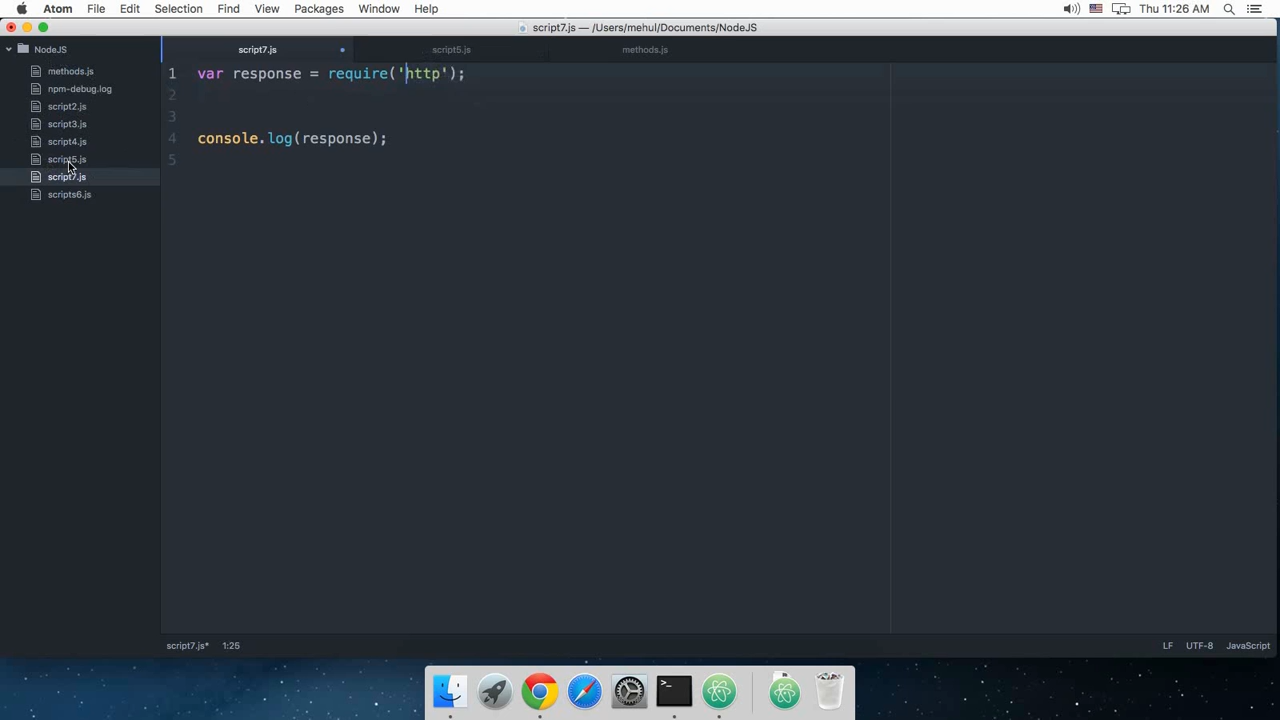 Atom File Edit Selection Find View Packages Window Help Thu 11:26 AM
script7.js — /Users/mehul/Documents/NodeJS
NodeJS
methods.js
npm-debug.log
script2.js
script3.js
script4.js
script5.js
script7.js
scripts6.js
script7.js script5.js methods.js
1 var response = require('http');
2
3
4 console.log(response);
5
script7.js* 1:25 LF UTF-8 JavaScript